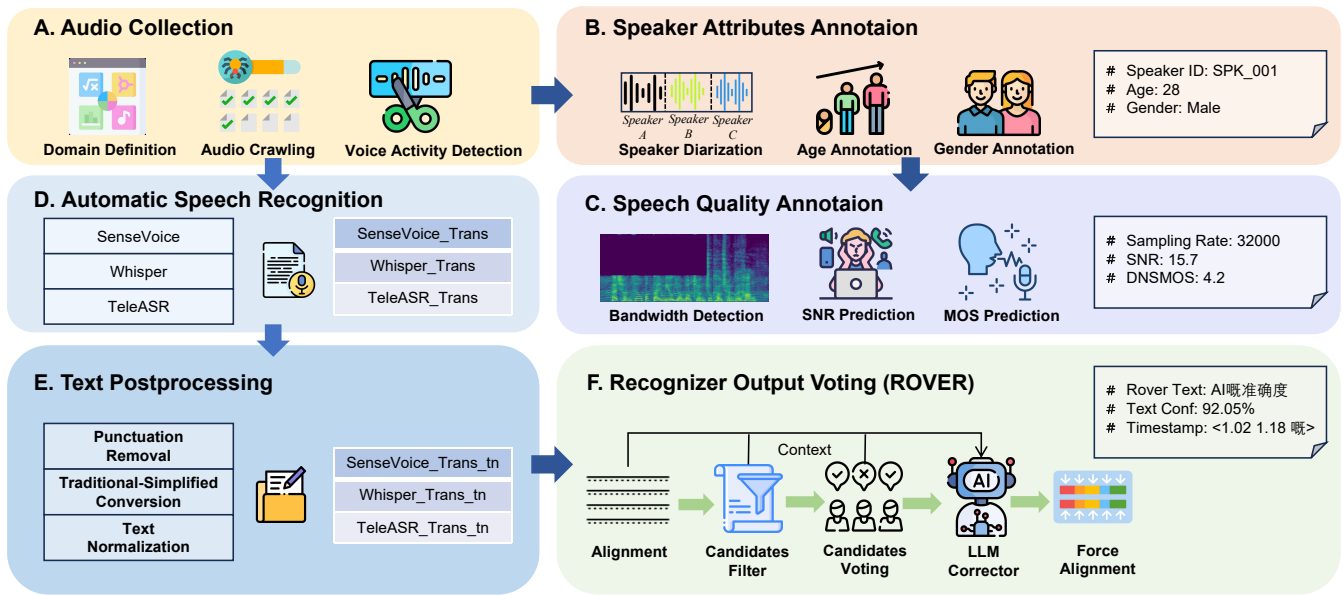 A. Audio Collection
Domain Definition
Audio Crawling
Voice Activity Detection
B. Speaker Attributes Annotaion
Speaker
A
Speaker
B
Speaker
C
Speaker Diarization
Age Annotation
Gender Annotation
# Speaker ID: SPK_001
# Age: 28
# Gender: Male
D. Automatic Speech Recognition
SenseVoice
Whisper
TeleASR
SenseVoice_Trans
Whisper_Trans
TeleASR_Trans
C. Speech Quality Annotaion
Bandwidth Detection
SNR Prediction
MOS Prediction
# Sampling Rate: 32000
# SNR: 15.7
# DNSMOS: 4.2
E. Text Postprocessing
Punctuation
Removal
Traditional-Simplified
Conversion
Text
Normalization
SenseVoice_Trans_tn
Whisper_Trans_tn
TeleASR_Trans_tn
F. Recognizer Output Voting (ROVER)
# Rover Text: AI嘅准确度
# Text Conf: 92.05%
# Timestamp: <1.02 1.18 嘅>
Context
AI
Alignment
Candidates
Filter
Candidates
Voting
LLM
Corrector
Force
Alignment